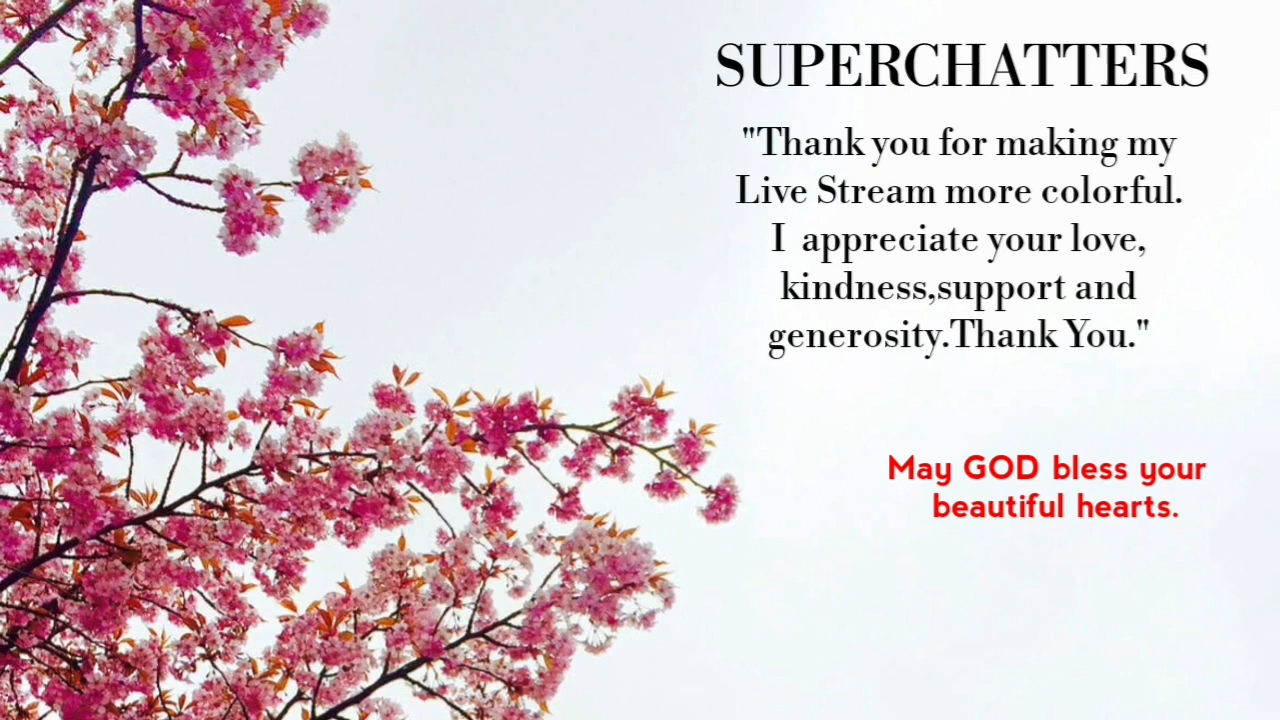 SUPERCHATTERS
"Thank you for making my
Live Stream more colorful.
I  appreciate your love,
kindness,support and
generosity.Thank You."
May GOD bless your
beautiful hearts.